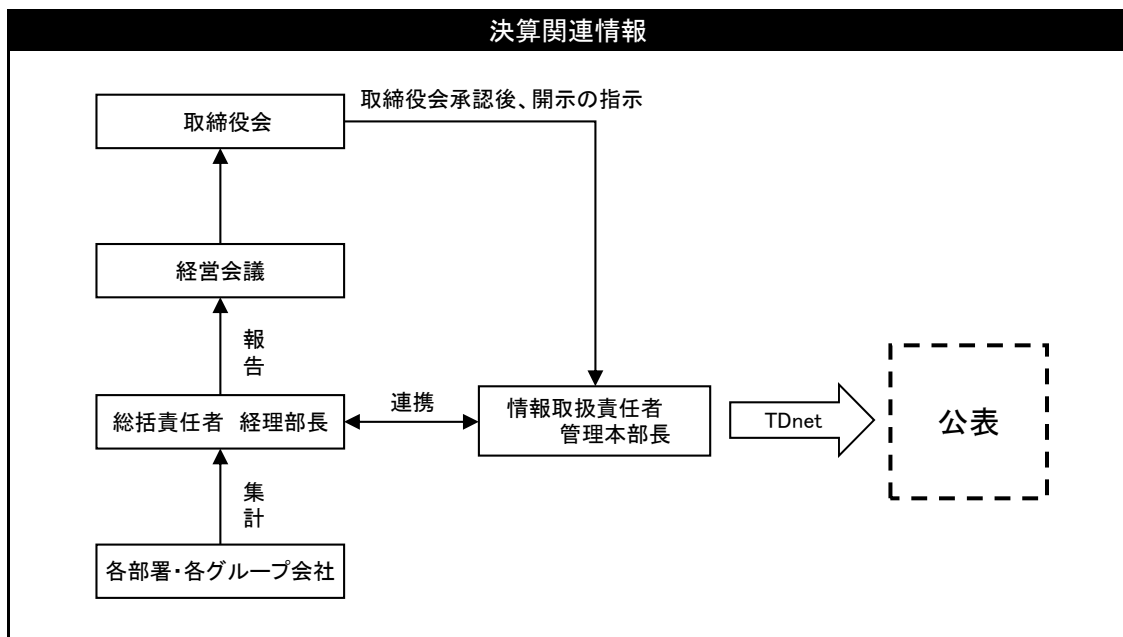 決算関連情報
取締役会承認後、開示の指示
取締役会
経営会議
報
告
総括責任者 経理部長
連携
情報取扱責任者
管理本部長
TDnet
公表
集
計
各部署・各グループ会社